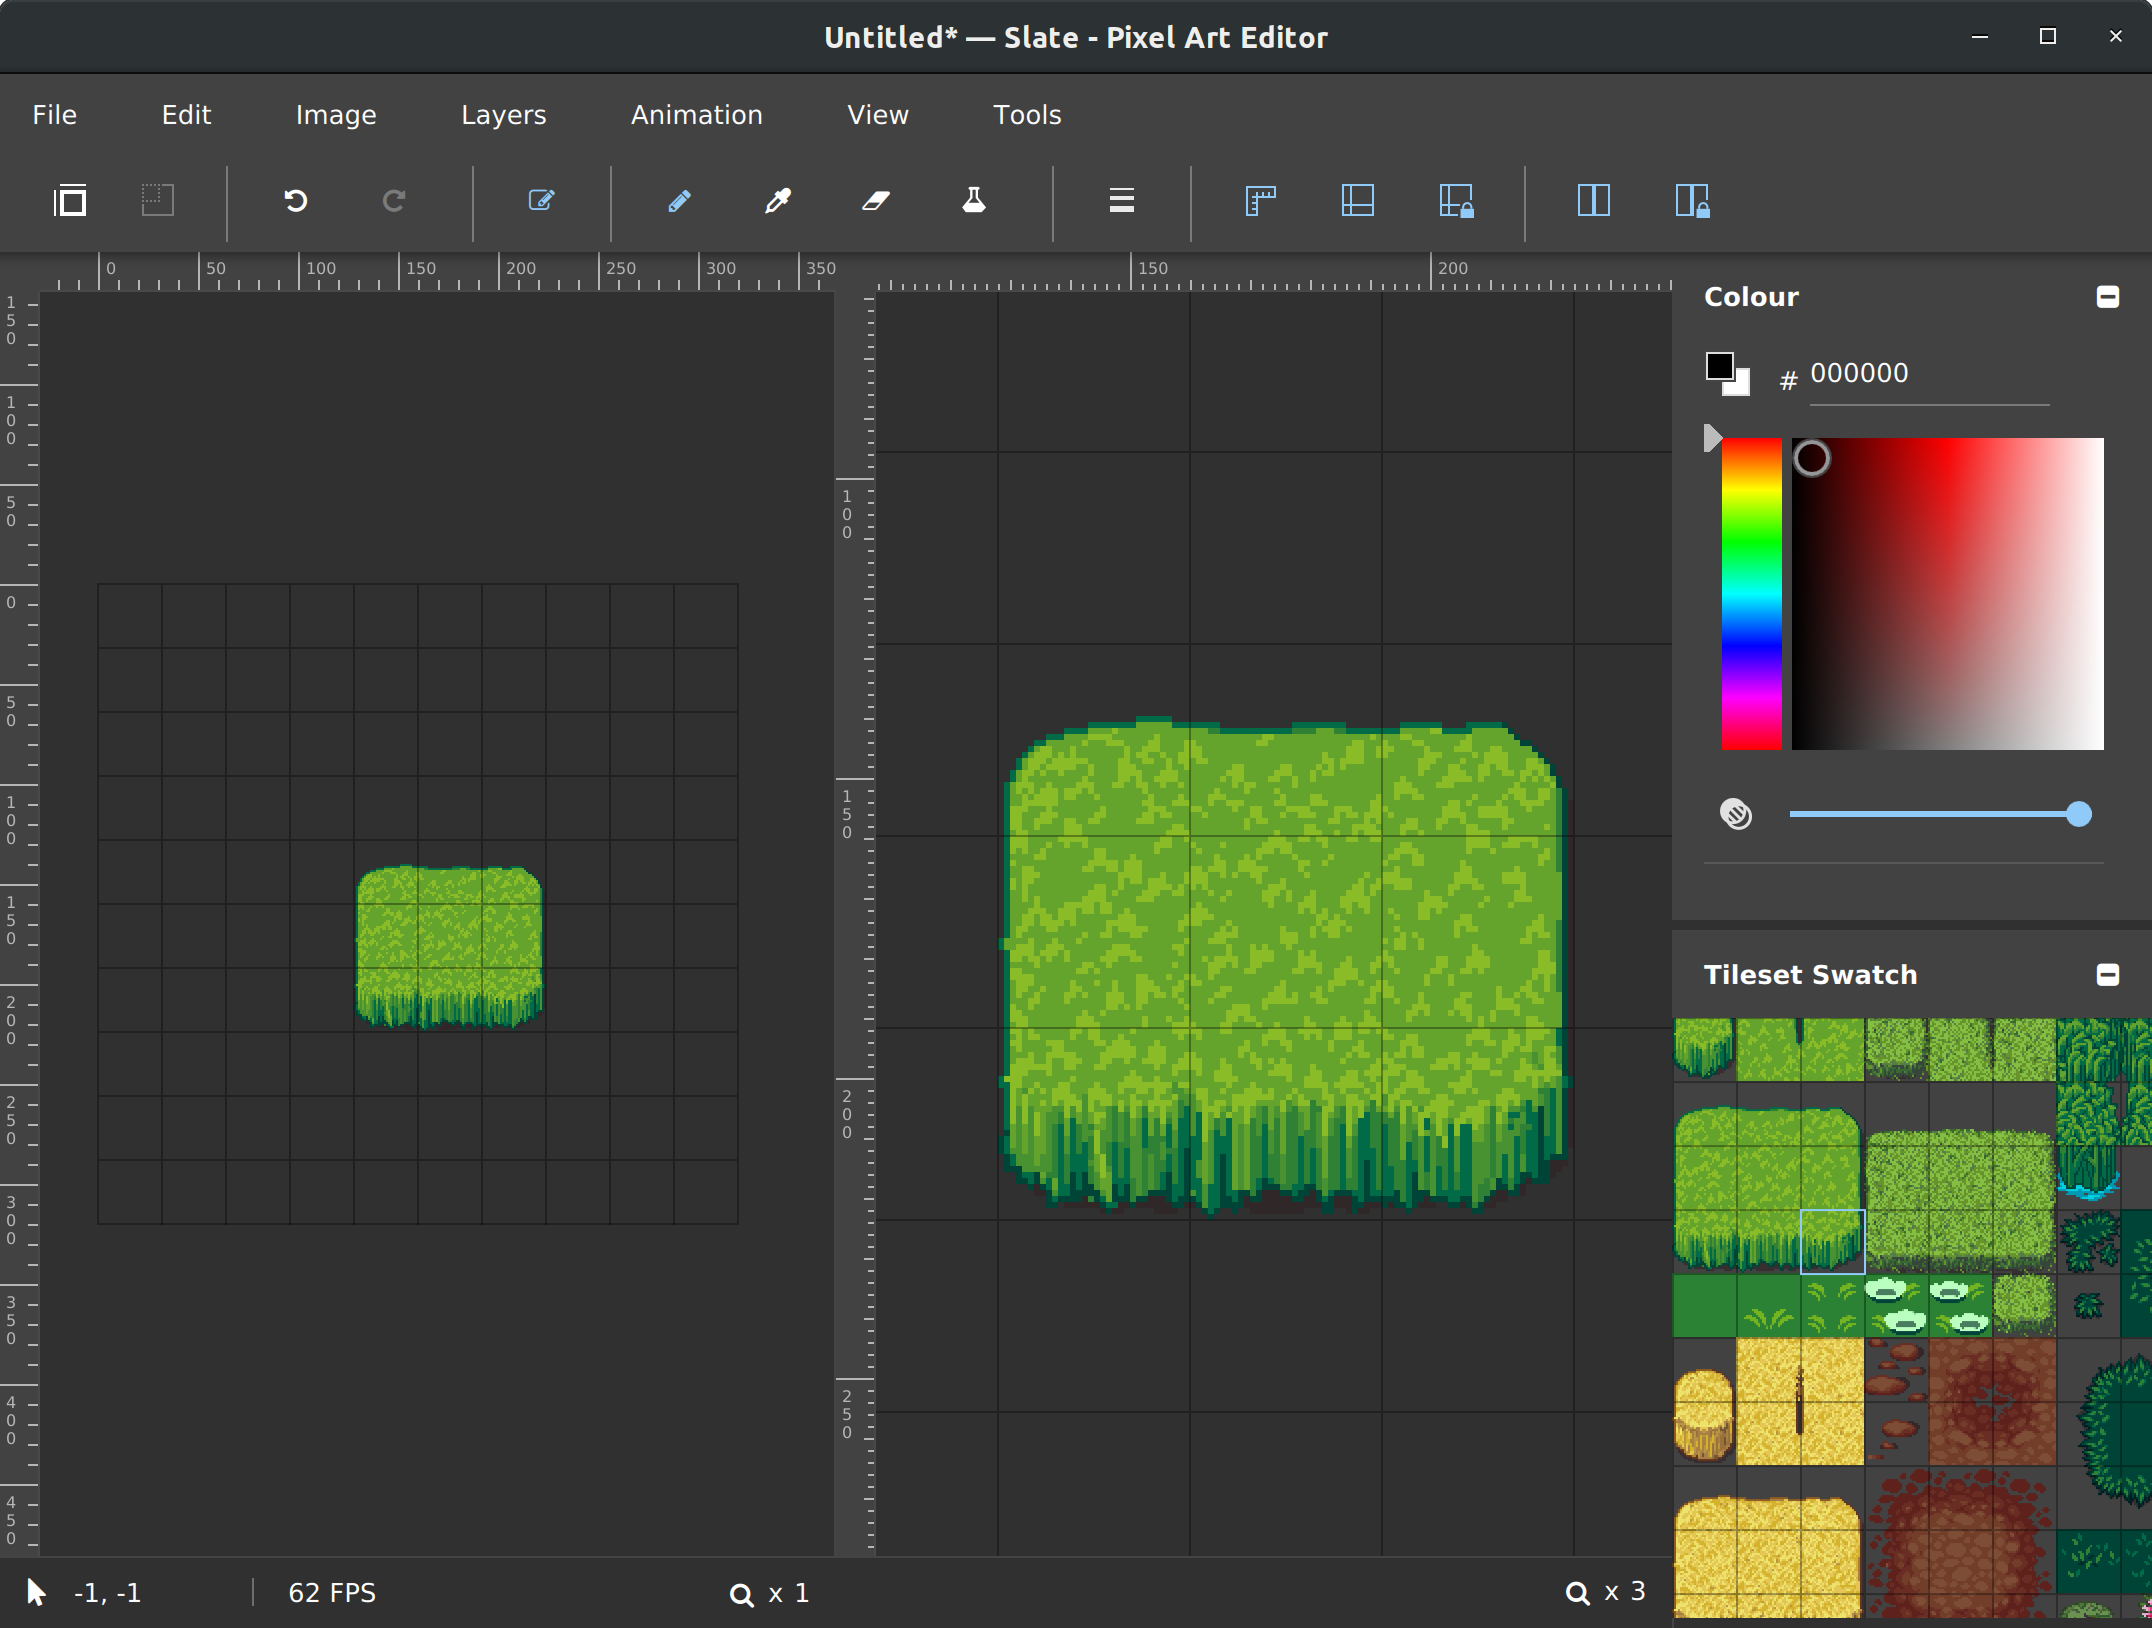 Untitled* — Slate - Pixel Art Editor
File Edit Image Layers Animation View Tools
0 50 100 150 200 250 300 350
150 200
150
100
50
0
50
100
150
200
250
300
350
400
450
100
150
200
250
Colour
# 000000
Tileset Swatch
-1, -1
62 FPS
x 1
x 3